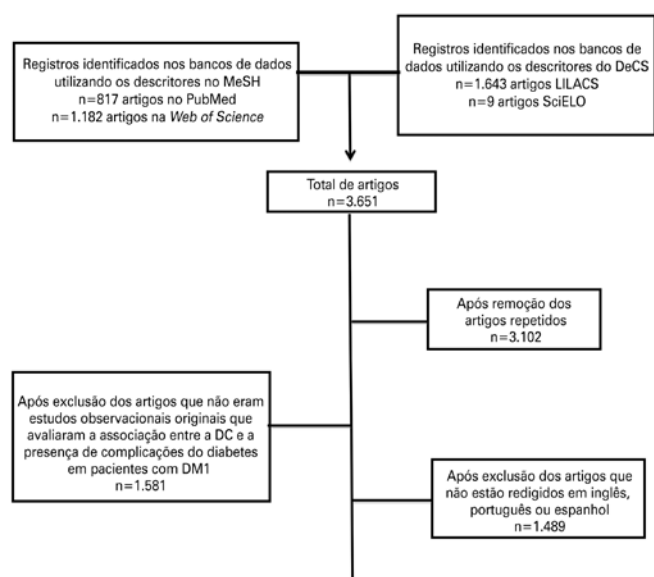 Registros identificados nos bancos de dados
utilizando os descritores no MeSH
n=817 artigos no PubMed
n=1.182 artigos na Web of Science
Registros identificados nos bancos de
dados utilizando os descritores do DeCS
n=1.643 artigos LILACS
n=9 artigos SciELO
Total de artigos
n=3.651
Após remoção dos
artigos repetidos
n=3.102
Após exclusão dos artigos que não eram
estudos observacionais originais que
avaliaram a associação entre a DC e a
presença de complicações do diabetes
em pacientes com DM1
n=1.581
Após exclusão dos artigos que
não estão redigidos em inglês,
português ou espanhol
n=1.489